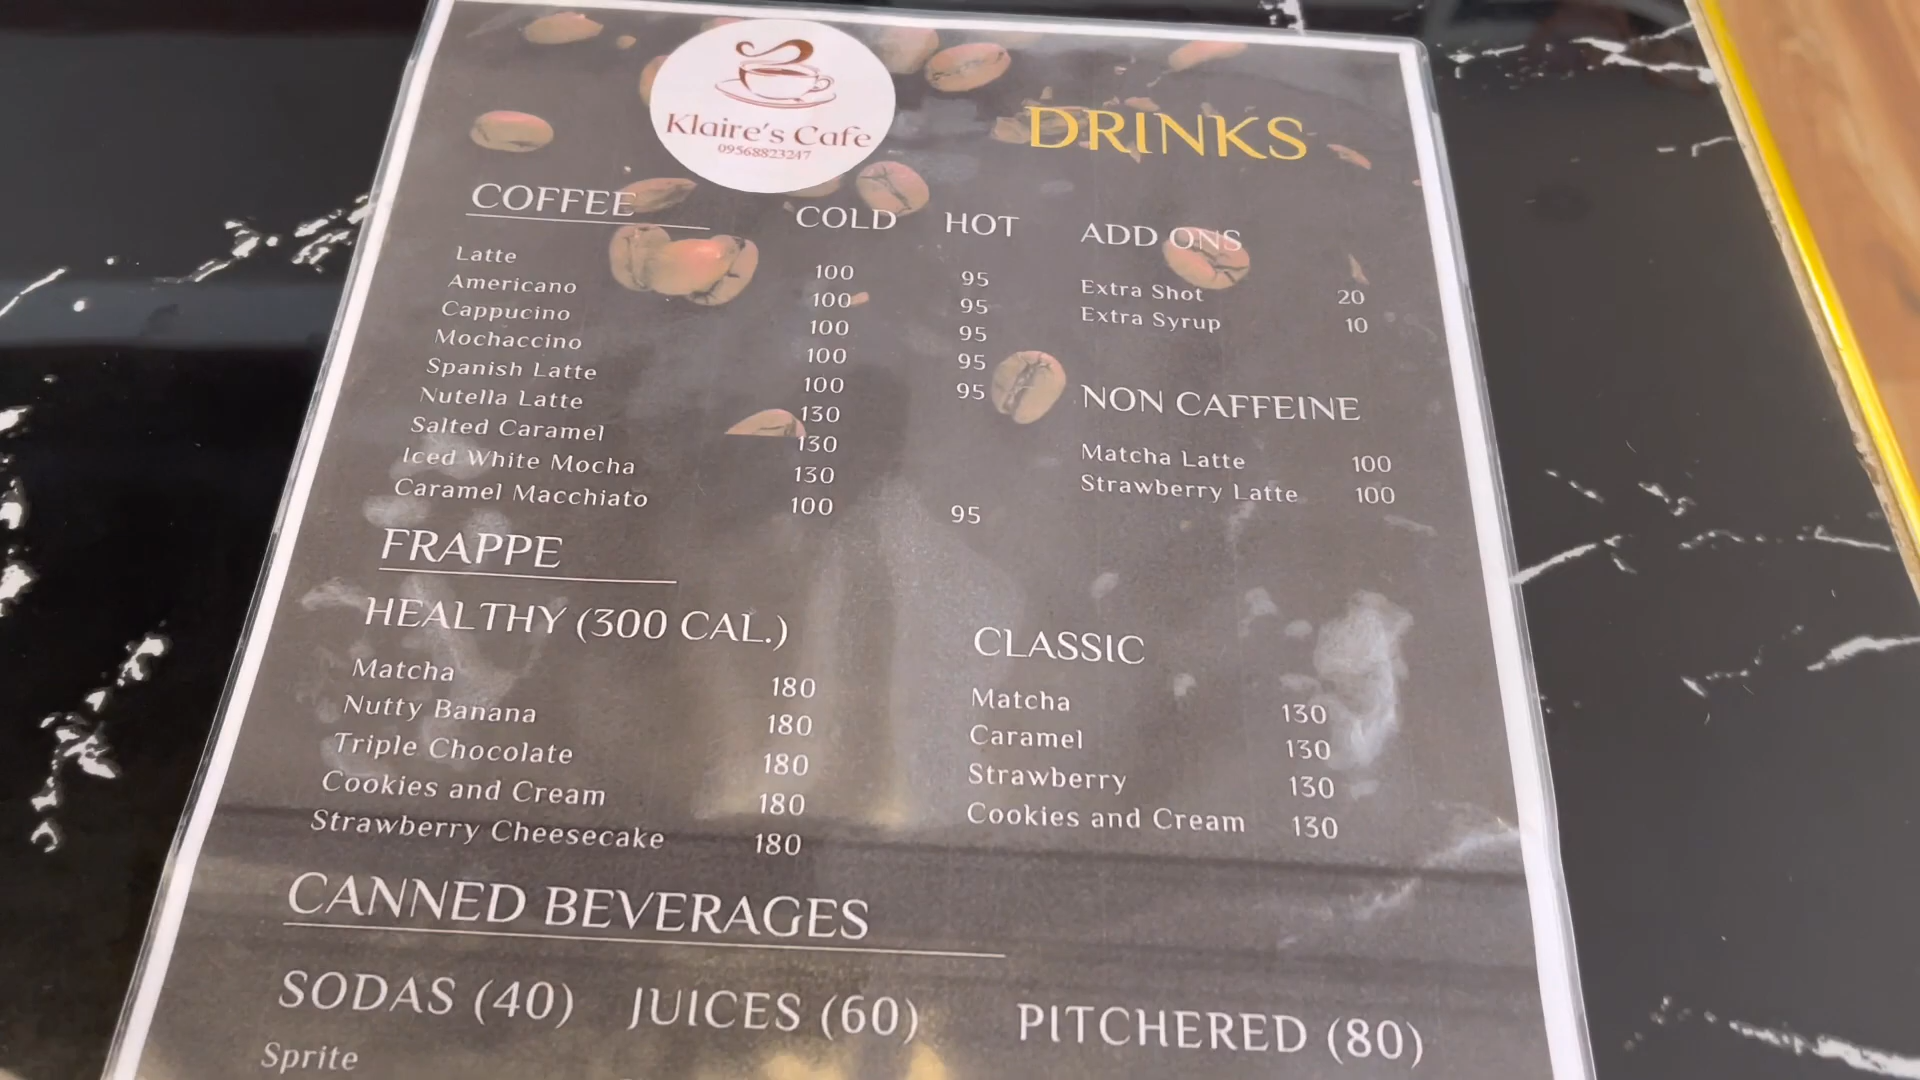 Klaire's Cafe
09568823247
DRINKS
COFFEE COLD HOT
Latte 100 95
Americano 100 95
Cappucino 100 95
Mochaccino 100 95
Spanish Latte 100 95
Nutella Latte 130
Salted Caramel 130
Iced White Mocha 130
Caramel Macchiato 100 95
ADD ONS
Extra Shot 20
Extra Syrup 10
NON CAFFEINE
Matcha Latte 100
Strawberry Latte 100
FRAPPE
HEALTHY (300 CAL.)
Matcha 180
Nutty Banana 180
Triple Chocolate 180
Cookies and Cream 180
Strawberry Cheesecake 180
CLASSIC
Matcha 130
Caramel 130
Strawberry 130
Cookies and Cream 130
CANNED BEVERAGES
SODAS (40) JUICES (60) PITCHERED (80)
Sprite